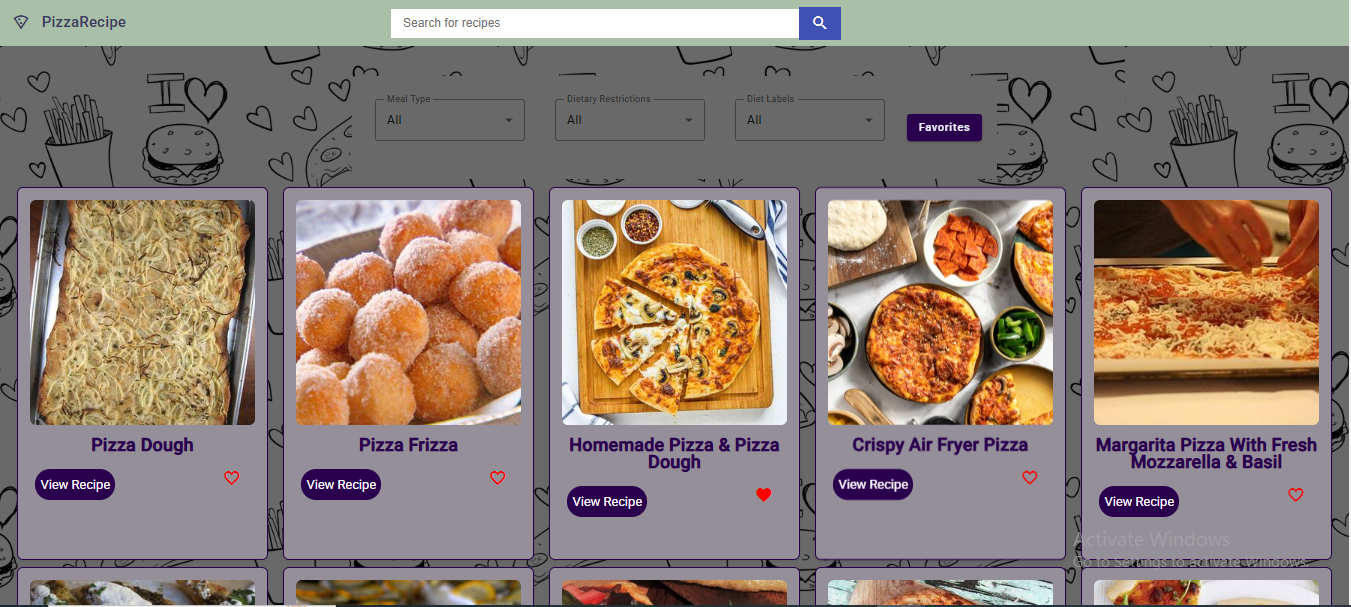 PizzaRecipe
Search for recipes
Meal Type
All
Dietary Restrictions
All
Diet Labels
All
Favorites
I
I
I
Pizza Dough
View Recipe
Pizza Frizza
View Recipe
Homemade Pizza & Pizza
Dough
View Recipe
Crispy Air Fryer Pizza
View Recipe
Margarita Pizza With Fresh
Mozzarella & Basil
View Recipe
Activate Windows
Go to Settings to activate Windows.